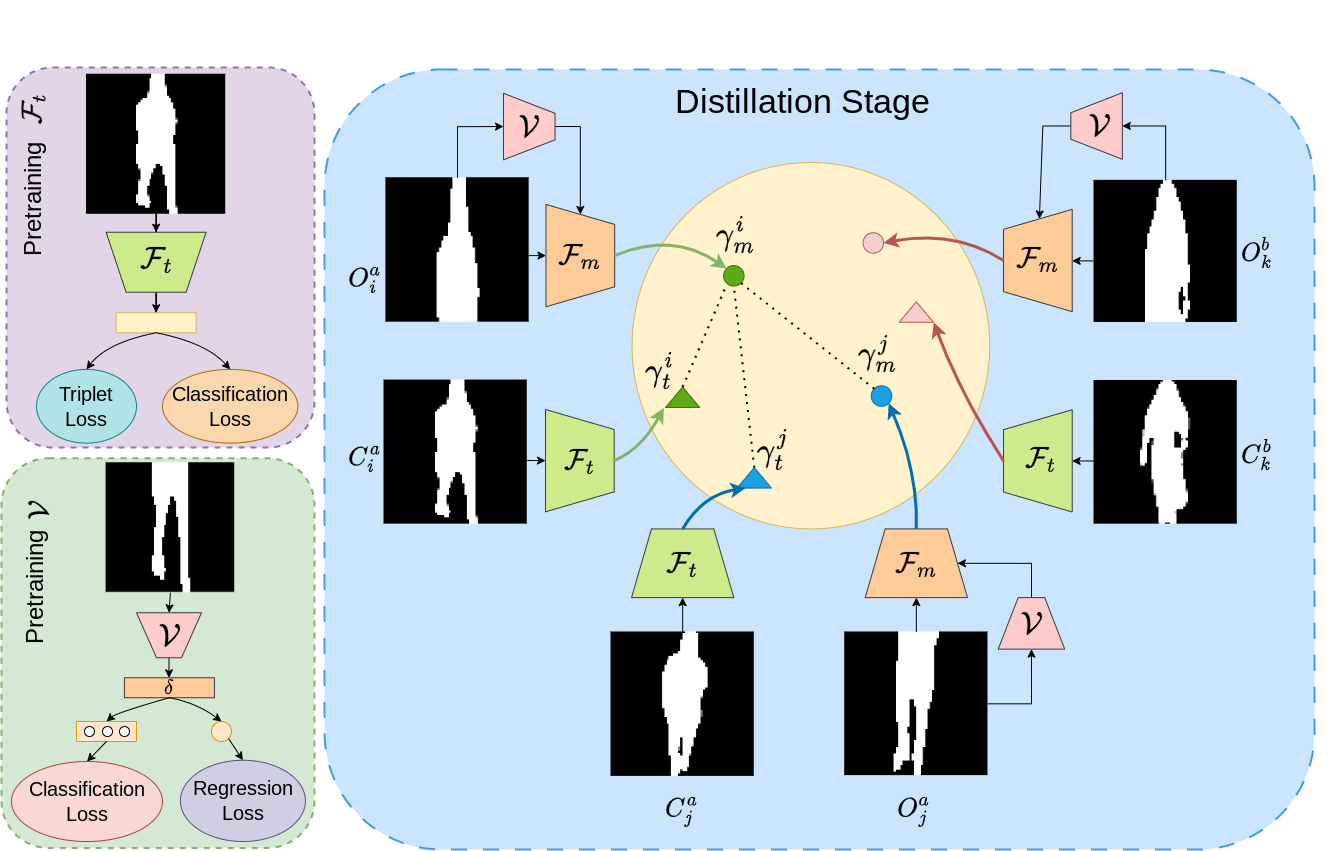 Pretraining $\mathcal{F}_t$
$\mathcal{F}_t$
Triplet
Loss
Classification
Loss
Pretraining $\mathcal{V}$
$\mathcal{V}$
$\delta$
Classification
Loss
Regression
Loss
Distillation Stage
$\mathcal{V}$
$\mathcal{V}$
$O_i^a$
$\mathcal{F}_m$
$\gamma_m^i$
$\mathcal{F}_m$
$O_k^b$
$\gamma_t^i$
$\gamma_m^j$
$C_i^a$
$\mathcal{F}_t$
$\gamma_t^j$
$\mathcal{F}_t$
$C_k^b$
$\mathcal{F}_t$
$\mathcal{F}_m$
$\mathcal{V}$
$C_j^a$
$O_j^a$